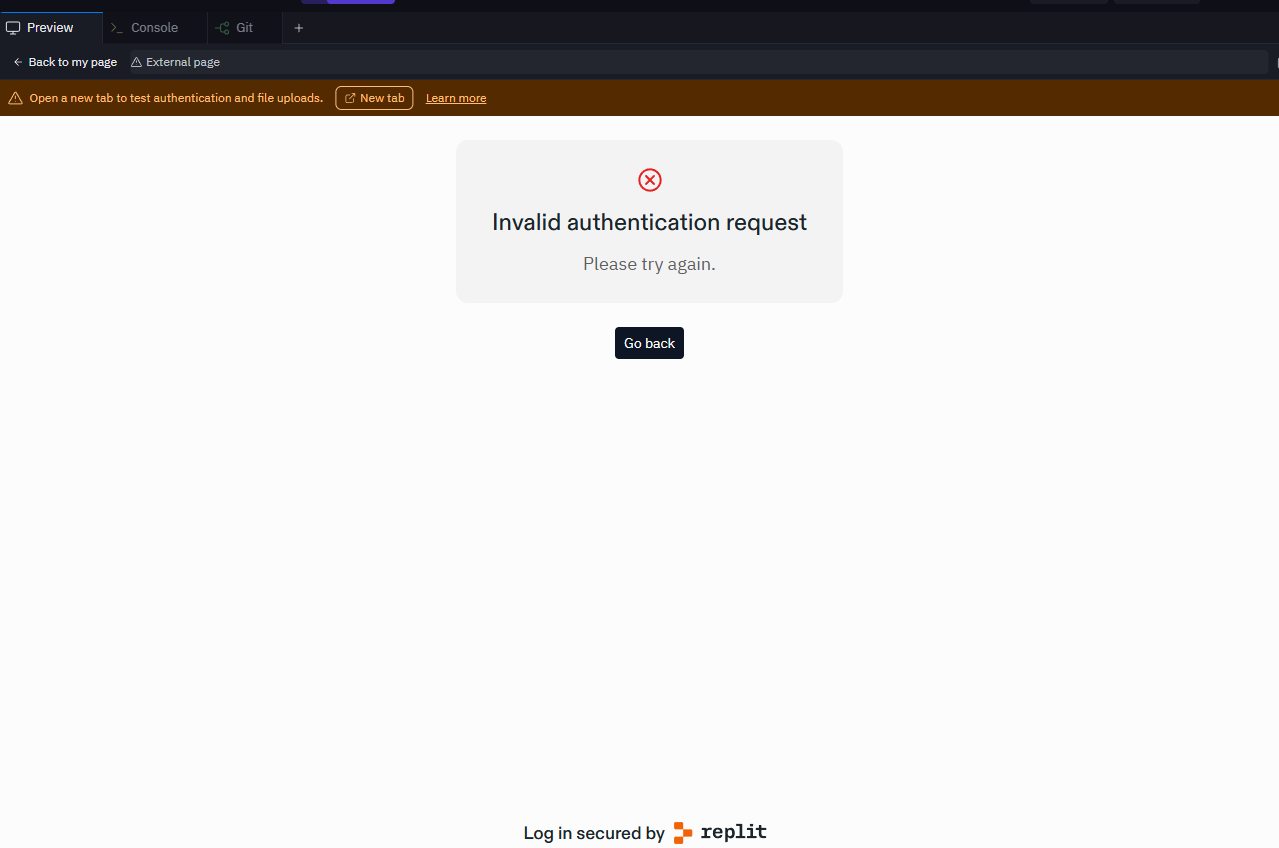 Preview
Console
Git
Back to my page
External page
Open a new tab to test authentication and file uploads. New tab Learn more
Invalid authentication request
Please try again.
Go back
Log in secured by replit